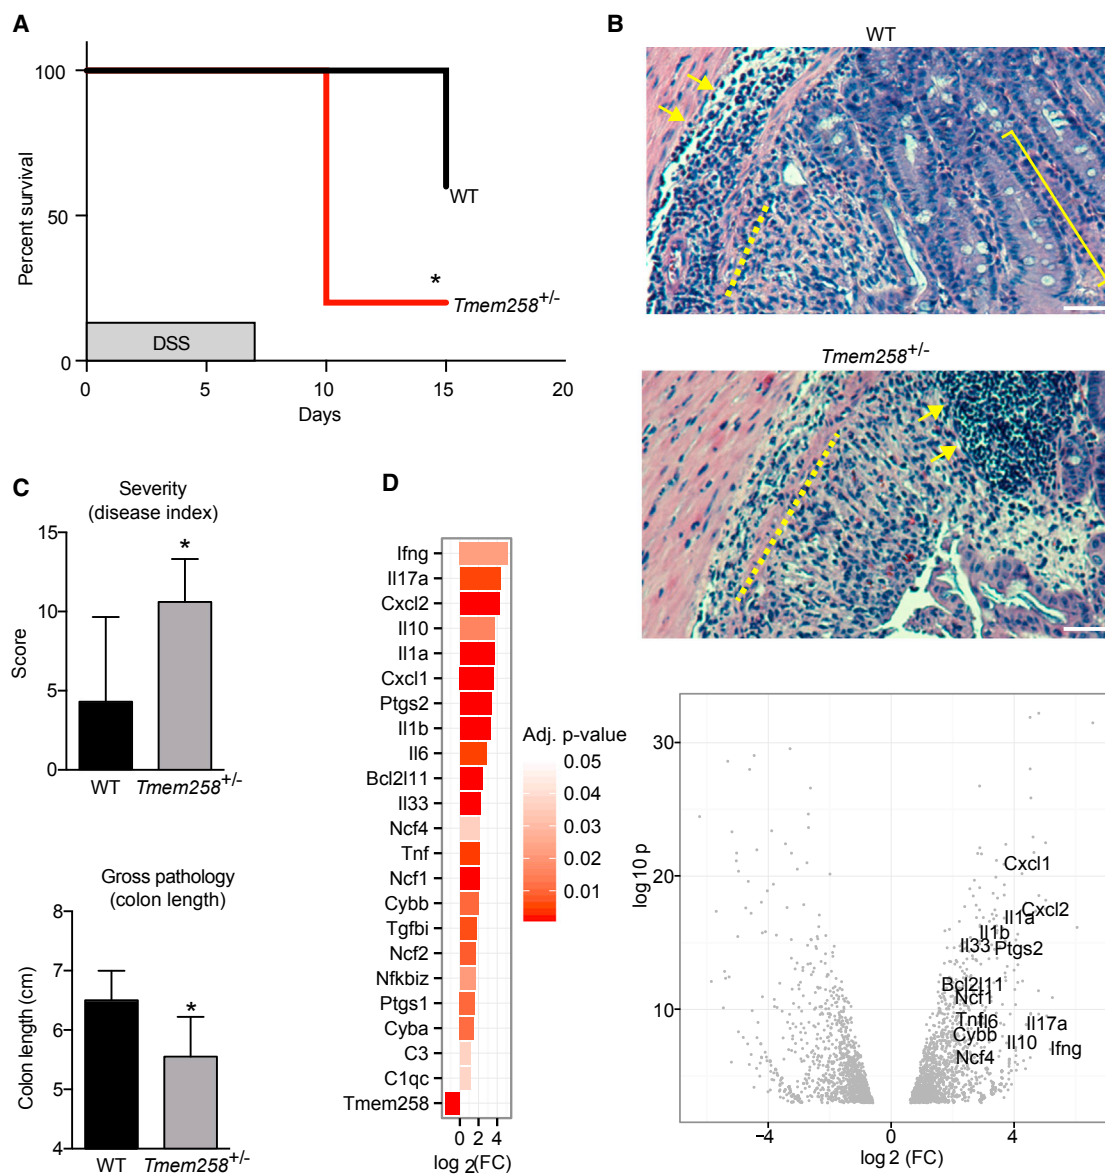 A
100
50
0
Percent survival
WT
*
Tmem258+/-
DSS
0 5 10 15 20
Days
B
WT
Tmem258+/-
C
Severity
(disease index)
15
10
5
0
Score
*
WT Tmem258+/-
Gross pathology
(colon length)
8
7
6
5
4
Colon length (cm)
*
WT Tmem258+/-
D
Ifng
Il17a
Cxcl2
Il10
Il1a
Cxcl1
Ptgs2
Il1b
Il6
Bcl2l11
Il33
Ncf4
Tnf
Ncf1
Cybb
Tgfbi
Ncf2
Nfkbiz
Ptgs1
Cyba
C3
C1qc
Tmem258
0 2 4
log 2(FC)
Adj. p-value
0.05
0.04
0.03
0.02
0.01
30
20
10
log10 p
Cxcl1
Cxcl2
Il1a
Il1b
Il33 Ptgs2
Bcl2l11
Ncf1
Tnf Il6 Il17a
Cybb Il10
Ncf4 Ifng
−4 0 4
log 2 (FC)